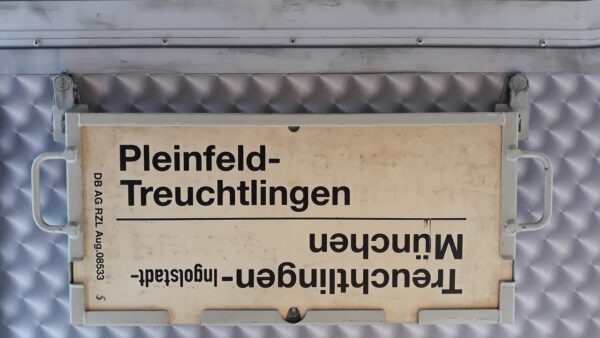 Pleinfeld-
Treuchtlingen
Treuchtlingen-Ingolstadt-
München
DB AG RZL Aug.08533 S